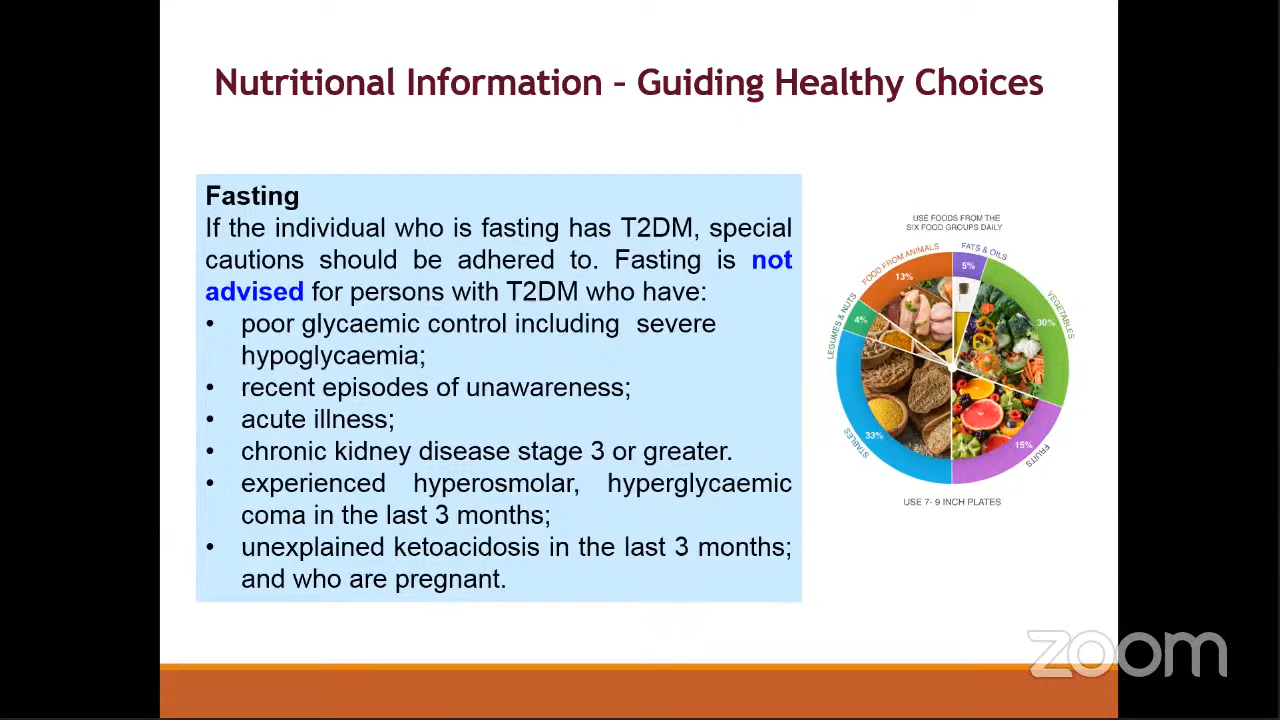 Nutritional Information – Guiding Healthy Choices
Fasting
If the individual who is fasting has T2DM, special
cautions should be adhered to. Fasting is not
advised for persons with T2DM who have:
• poor glycaemic control including severe
hypoglycaemia;
• recent episodes of unawareness;
• acute illness;
• chronic kidney disease stage 3 or greater.
• experienced hyperosmolar, hyperglycaemic
coma in the last 3 months;
• unexplained ketoacidosis in the last 3 months;
and who are pregnant.
USE FOODS FROM THE
SIX FOOD GROUPS DAILY
FOOD FROM ANIMALS
13%
FATS & OILS
5%
VEGETABLES
30%
LEGUMES & NUTS
4%
STABLES
33%
FRUITS
15%
USE 7- 9 INCH PLATES
zoom